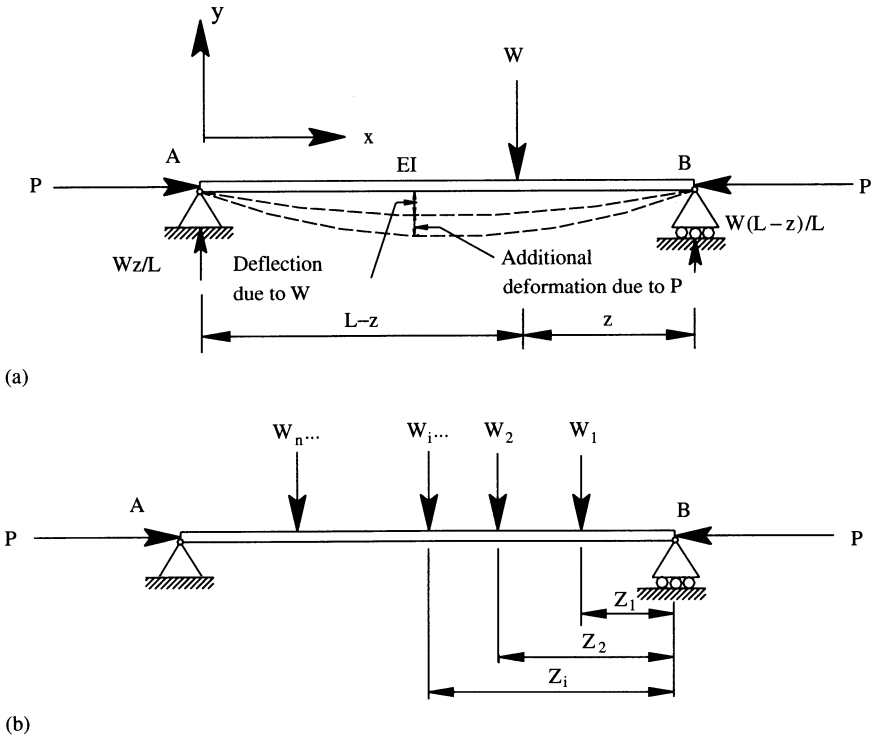 y
W
x
A
EI
B
P
P
W(L – z)/L
Wz/L
Deflection
due to W
Additional
deformation due to P
L–z
z
(a)
W_n...
W_i...
W_2
W_1
A
B
P
P
Z_1
Z_2
Z_i
(b)